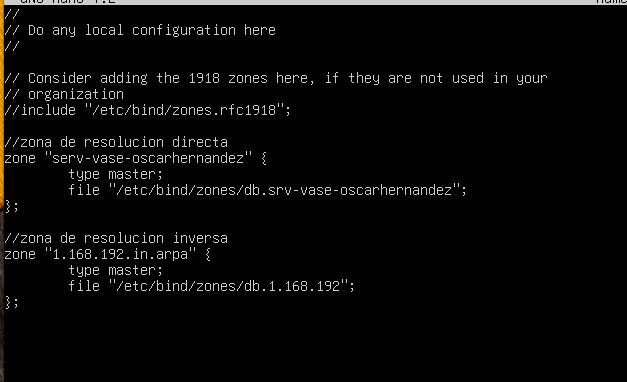 //
// Do any local configuration here
//
// Consider adding the 1918 zones here, if they are not used in your
// organization
//include "/etc/bind/zones.rfc1918";
//zona de resolucion directa
zone "serv-vase-oscarhernandez" {
type master;
file "/etc/bind/zones/db.srv-vase-oscarhernandez";
};
//zona de resolucion inversa
zone "1.168.192.in.arpa" {
type master;
file "/etc/bind/zones/db.1.168.192";
};